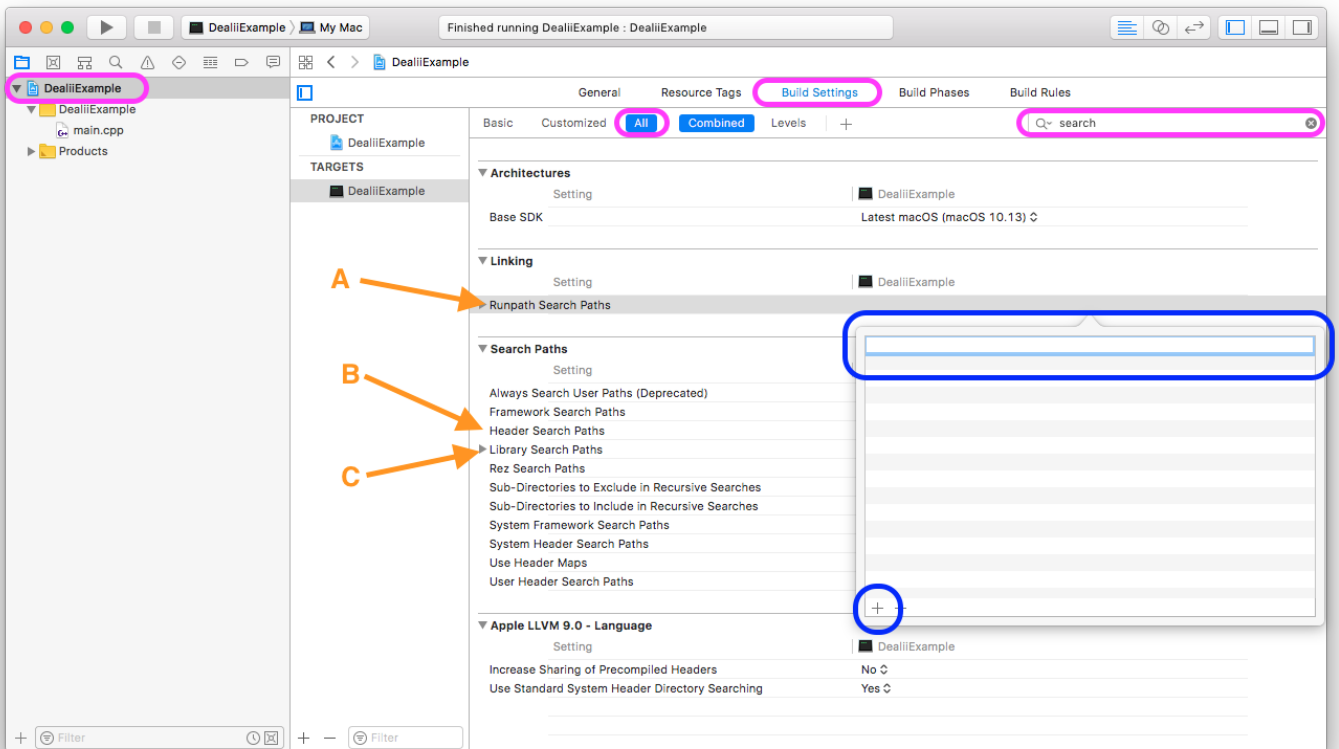 DealiiExample 〉 My Mac
Finished running DealiiExample : DealiiExample
DealiiExample
DealiiExample
DealiiExample
main.cpp
Products
General Resource Tags Build Settings Build Phases Build Rules
PROJECT
DealiiExample
TARGETS
DealiiExample
Basic Customized All Combined Levels +
search
Architectures
Setting DealiiExample
Base SDK Latest macOS (macOS 10.13)
Linking
Setting DealiiExample
A
Runpath Search Paths
Search Paths
Setting
B
Always Search User Paths (Deprecated)
Framework Search Paths
Header Search Paths
Library Search Paths
C
Rez Search Paths
Sub-Directories to Exclude in Recursive Searches
Sub-Directories to Include in Recursive Searches
System Framework Search Paths
System Header Search Paths
Use Header Maps
User Header Search Paths
+
Apple LLVM 9.0 - Language
Setting DealiiExample
Increase Sharing of Precompiled Headers No
Use Standard System Header Directory Searching Yes
+ Filter
+ − Filter